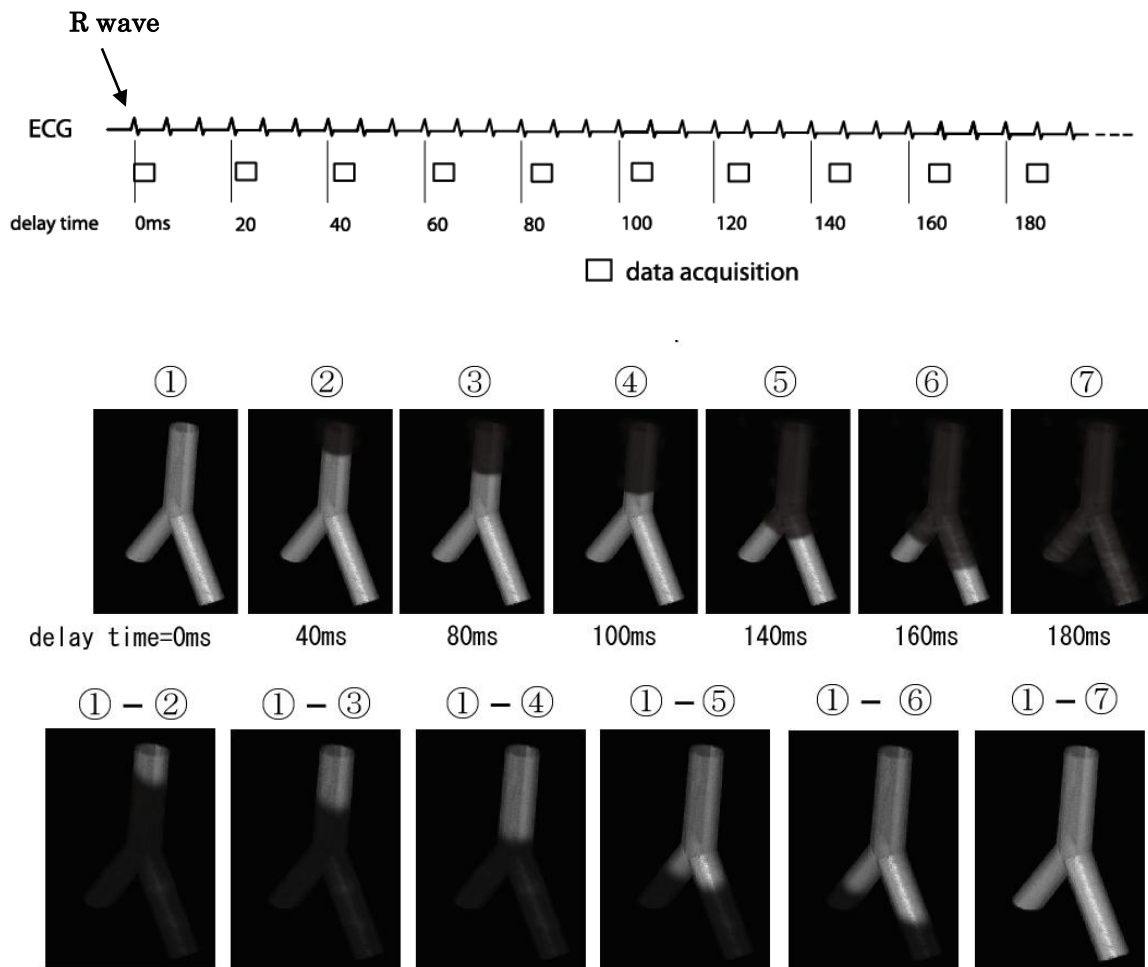 R wave
ECG
delay time 0ms 20 40 60 80 100 120 140 160 180
data acquisition
① ② ③ ④ ⑤ ⑥ ⑦
delay time=0ms 40ms 80ms 100ms 140ms 160ms 180ms
① − ② ① − ③ ① − ④ ① − ⑤ ① − ⑥ ① − ⑦